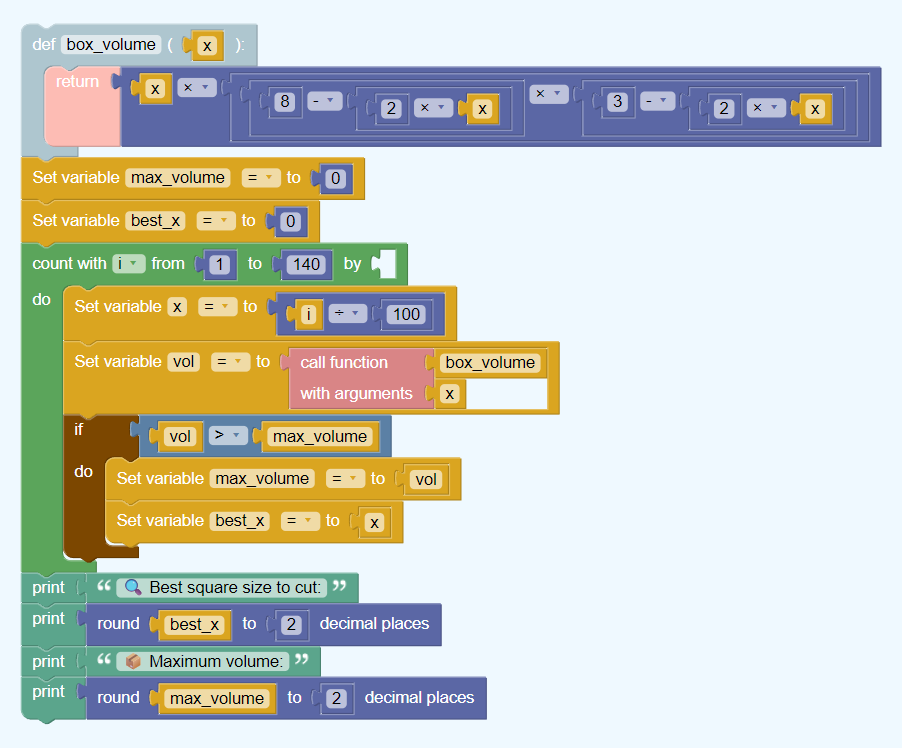 def box_volume ( x ):
return x × 8 - 2 × x × 3 - 2 × x
Set variable max_volume = to 0
Set variable best_x = to 0
count with i from 1 to 140 by
do
Set variable x = to i ÷ 100
Set variable vol = to call function box_volume
with arguments x
if vol > max_volume
do
Set variable max_volume = to vol
Set variable best_x = to x
print “ 🔍 Best square size to cut: ”
print round best_x to 2 decimal places
print “ 📦 Maximum volume: ”
print round max_volume to 2 decimal places